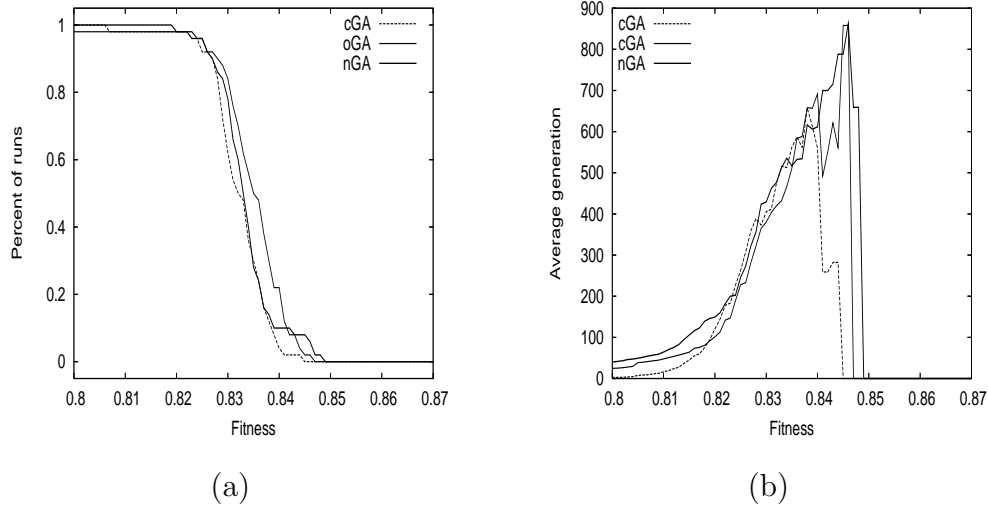 1
0.8
0.6
0.4
0.2
0
Percent of runs
cGA
oGA
nGA
0.8 0.81 0.82 0.83 0.84 0.85 0.86 0.87
Fitness
(a)
900
800
700
600
500
400
300
200
100
0
Average generation
cGA
cGA
nGA
0.8 0.81 0.82 0.83 0.84 0.85 0.86 0.87
Fitness
(b)